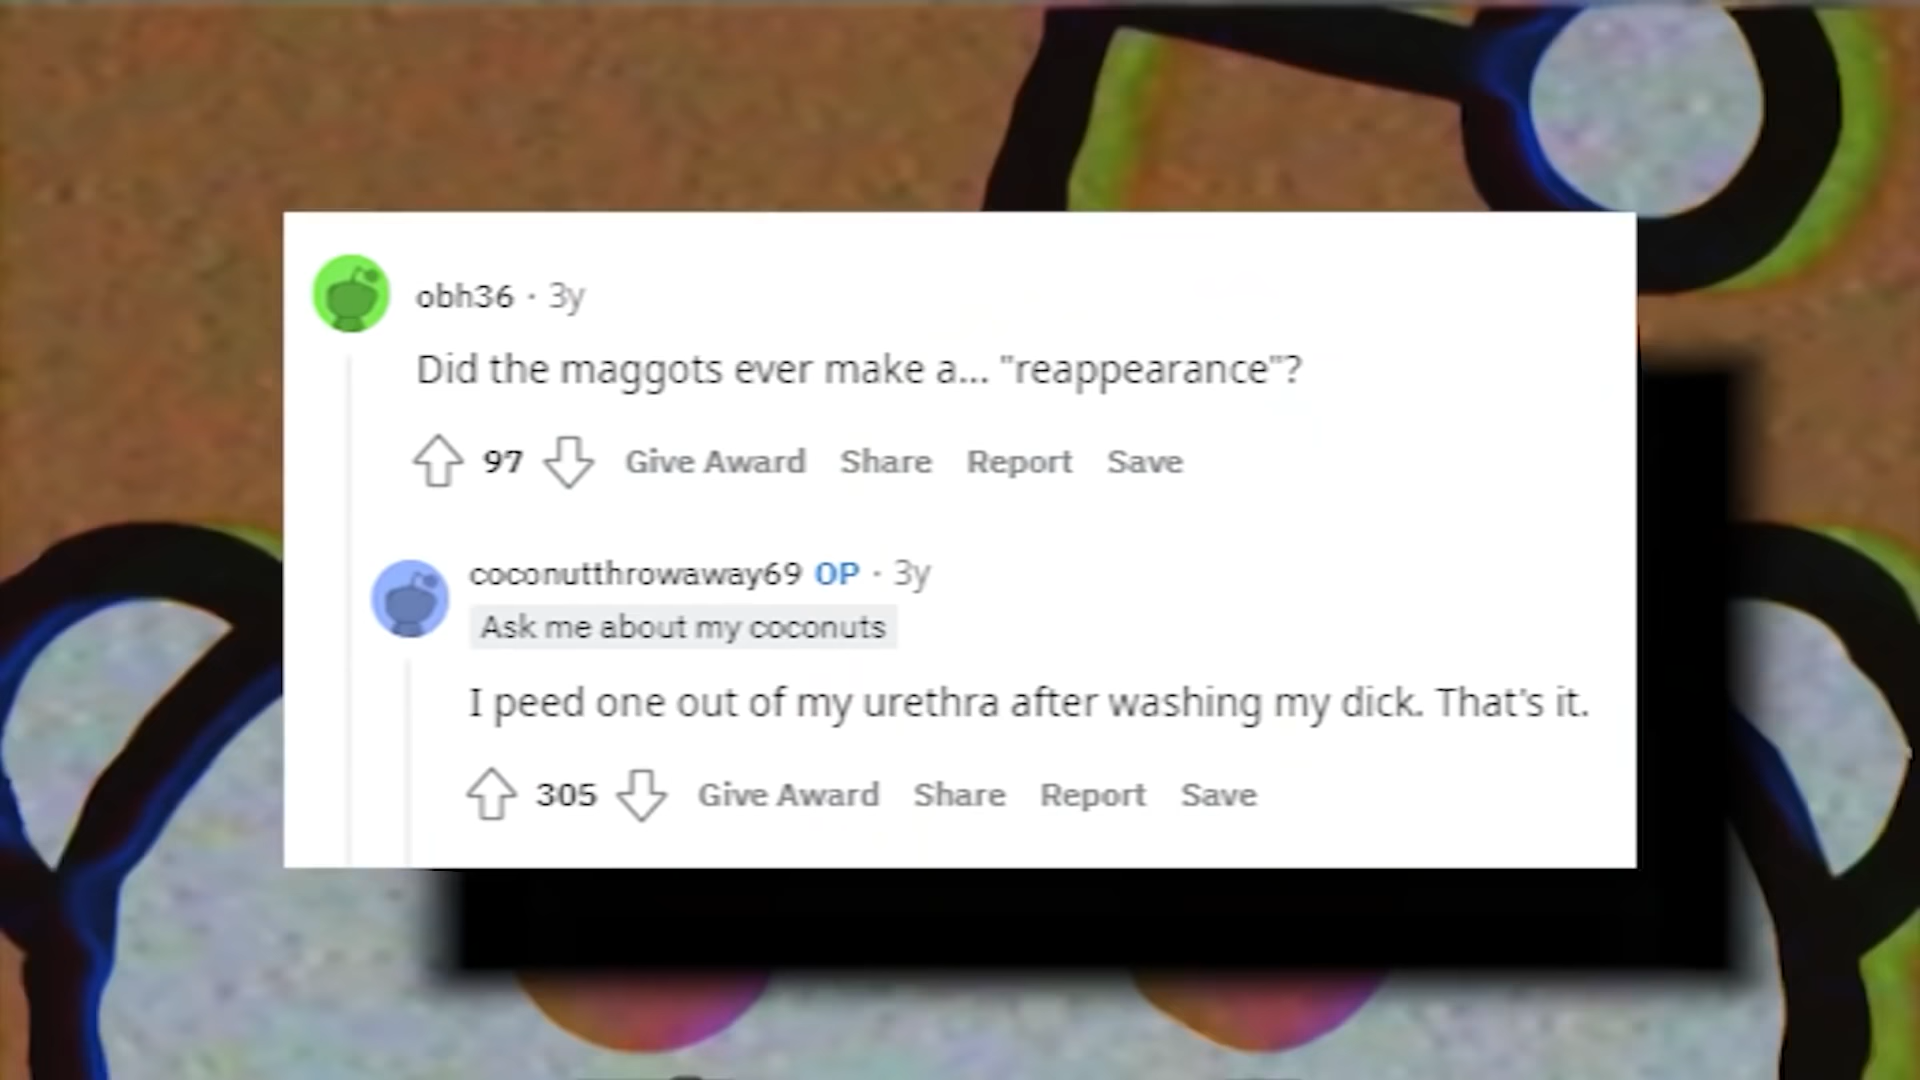 obh36 · 3y
Did the maggots ever make a... "reappearance"?
97 Give Award Share Report Save
coconutthrowaway69 OP · 3y
Ask me about my coconuts
I peed one out of my urethra after washing my dick. That's it.
305 Give Award Share Report Save